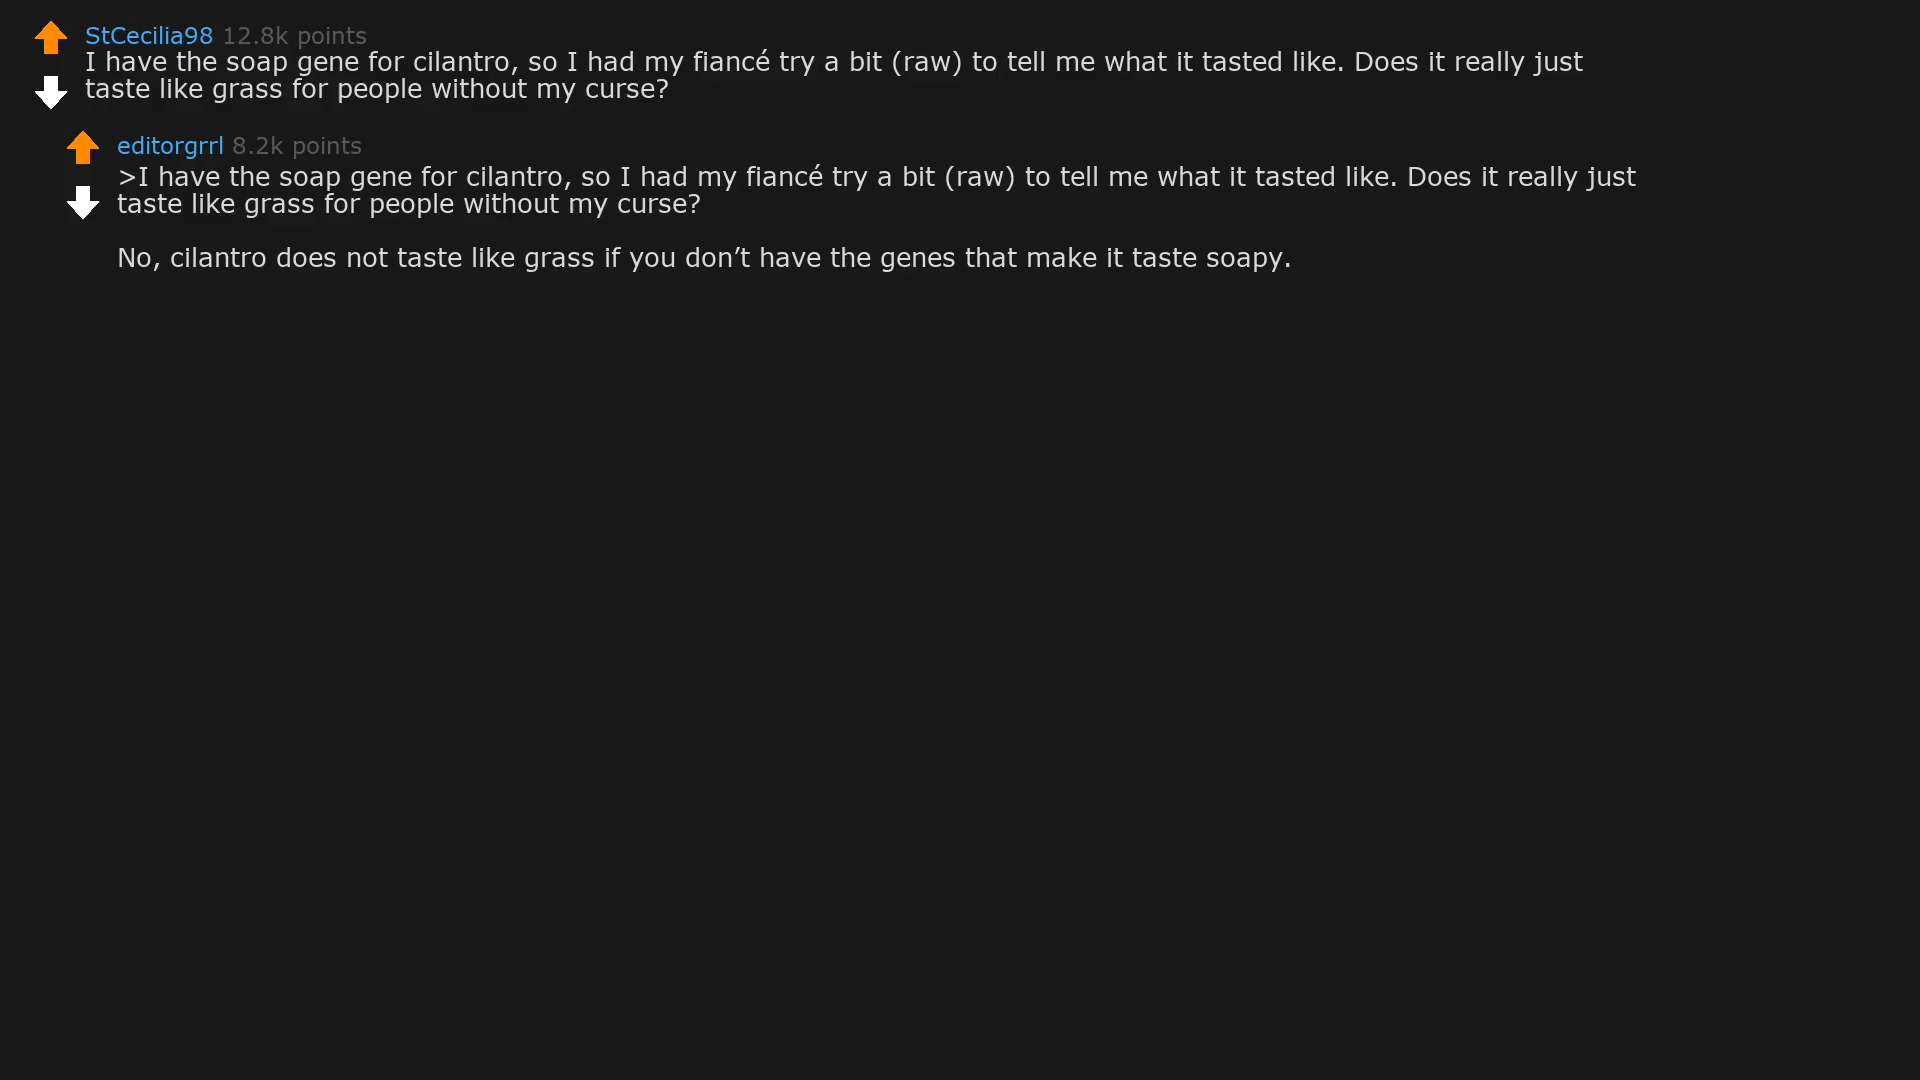 StCecilia98 12.8k points
I have the soap gene for cilantro, so I had my fiancé try a bit (raw) to tell me what it tasted like. Does it really just
taste like grass for people without my curse?
editorgrrl 8.2k points
>I have the soap gene for cilantro, so I had my fiancé try a bit (raw) to tell me what it tasted like. Does it really just
taste like grass for people without my curse?
No, cilantro does not taste like grass if you don’t have the genes that make it taste soapy.